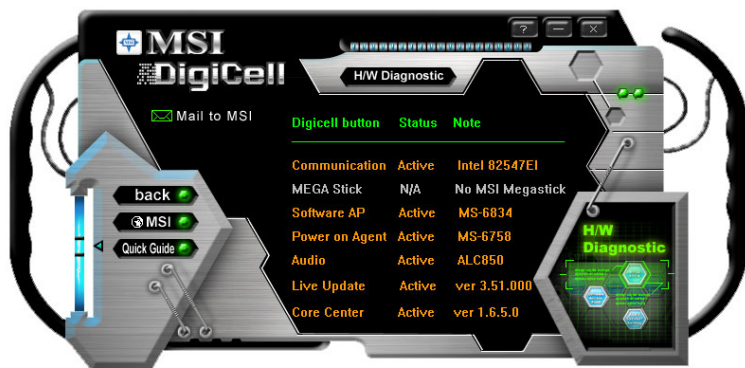 MSI
DigiCell
H/W Diagnostic
? – X
Mail to MSI
Digicell button Status Note
Communication Active Intel 82547EI
MEGA Stick N/A No MSI Megastick
Software AP Active MS-6834
Power on Agent Active MS-6758
Audio Active ALC850
Live Update Active ver 3.51.000
Core Center Active ver 1.6.5.0
back
MSI
Quick Guide
H/W
Diagnostic